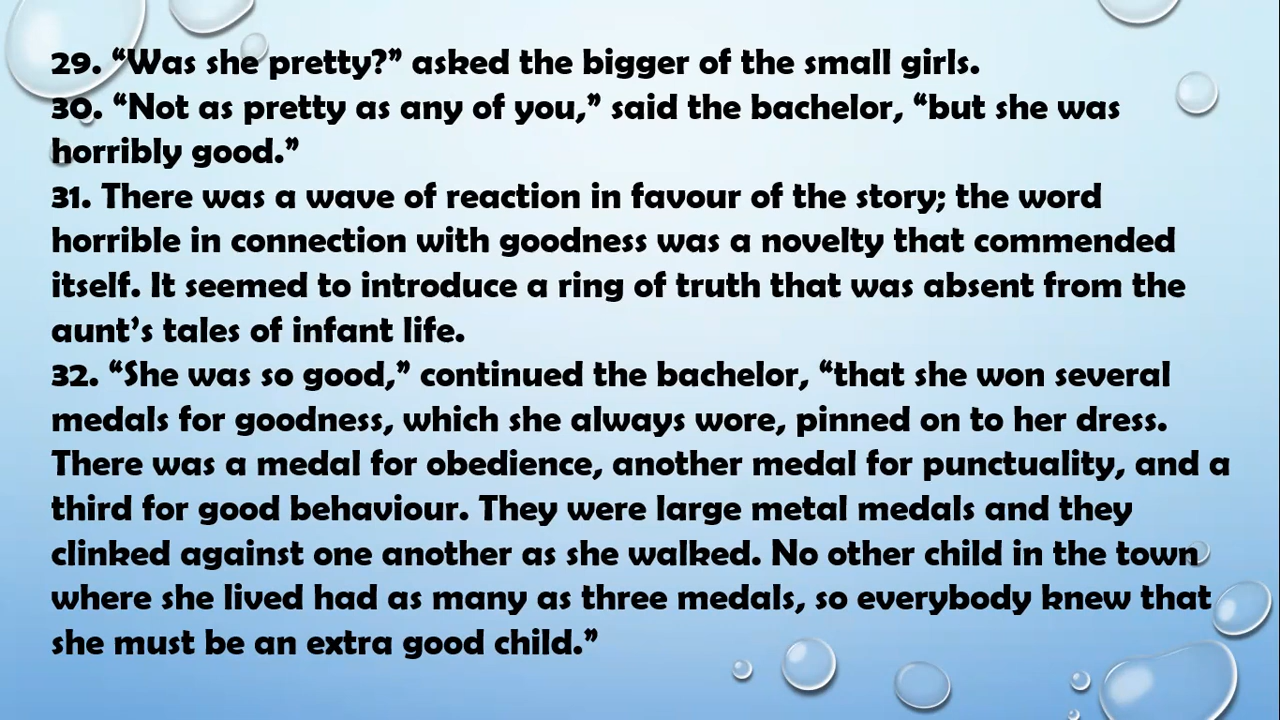 29. “Was she pretty?” asked the bigger of the small girls.
30. “Not as pretty as any of you,” said the bachelor, “but she was
horribly good.”
31. There was a wave of reaction in favour of the story; the word
horrible in connection with goodness was a novelty that commended
itself. It seemed to introduce a ring of truth that was absent from the
aunt’s tales of infant life.
32. “She was so good,” continued the bachelor, “that she won several
medals for goodness, which she always wore, pinned on to her dress.
There was a medal for obedience, another medal for punctuality, and a
third for good behaviour. They were large metal medals and they
clinked against one another as she walked. No other child in the town
where she lived had as many as three medals, so everybody knew that
she must be an extra good child.”